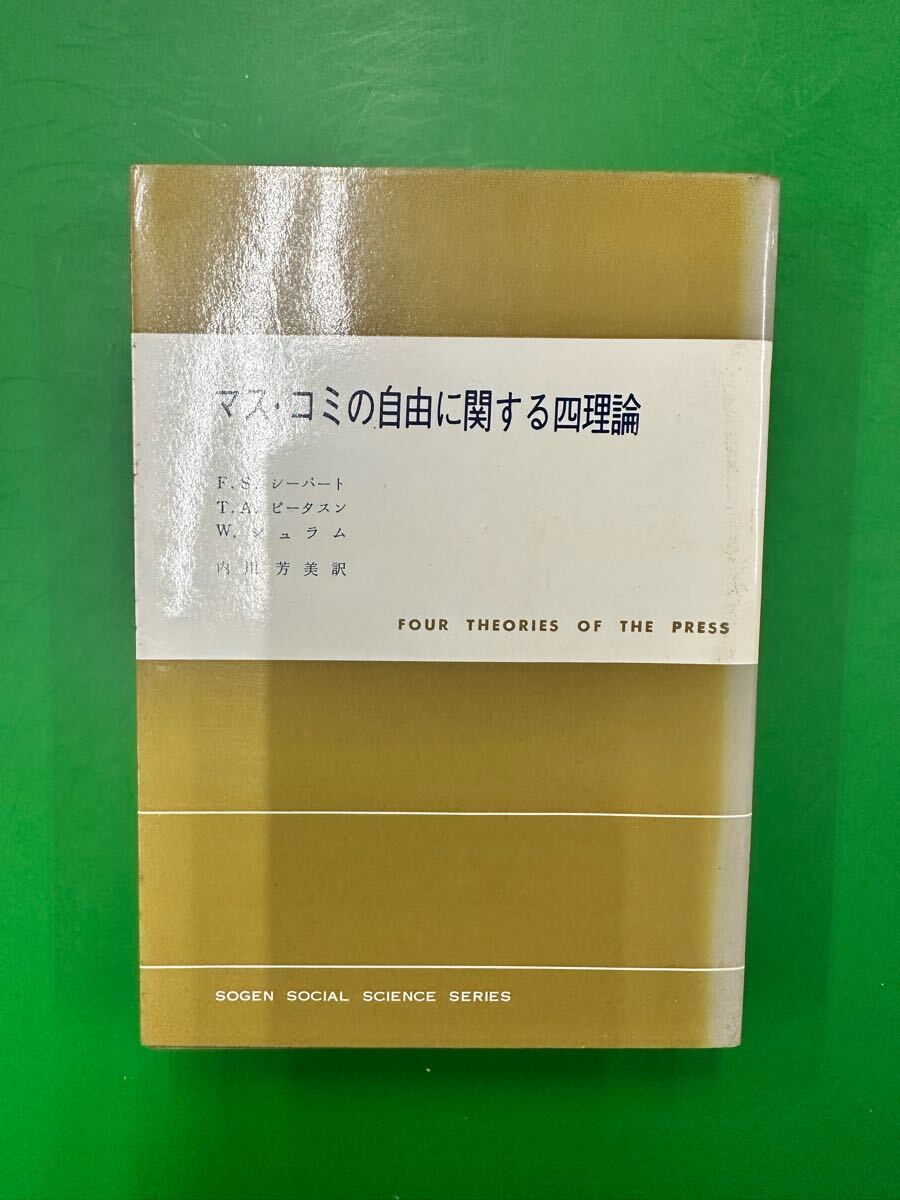 マス・コミの自由に関する四理論
F.S. シーバート
T.A. ピータスン
W. シュラム
内川芳美訳
FOUR THEORIES OF THE PRESS
SOGEN SOCIAL SCIENCE SERIES